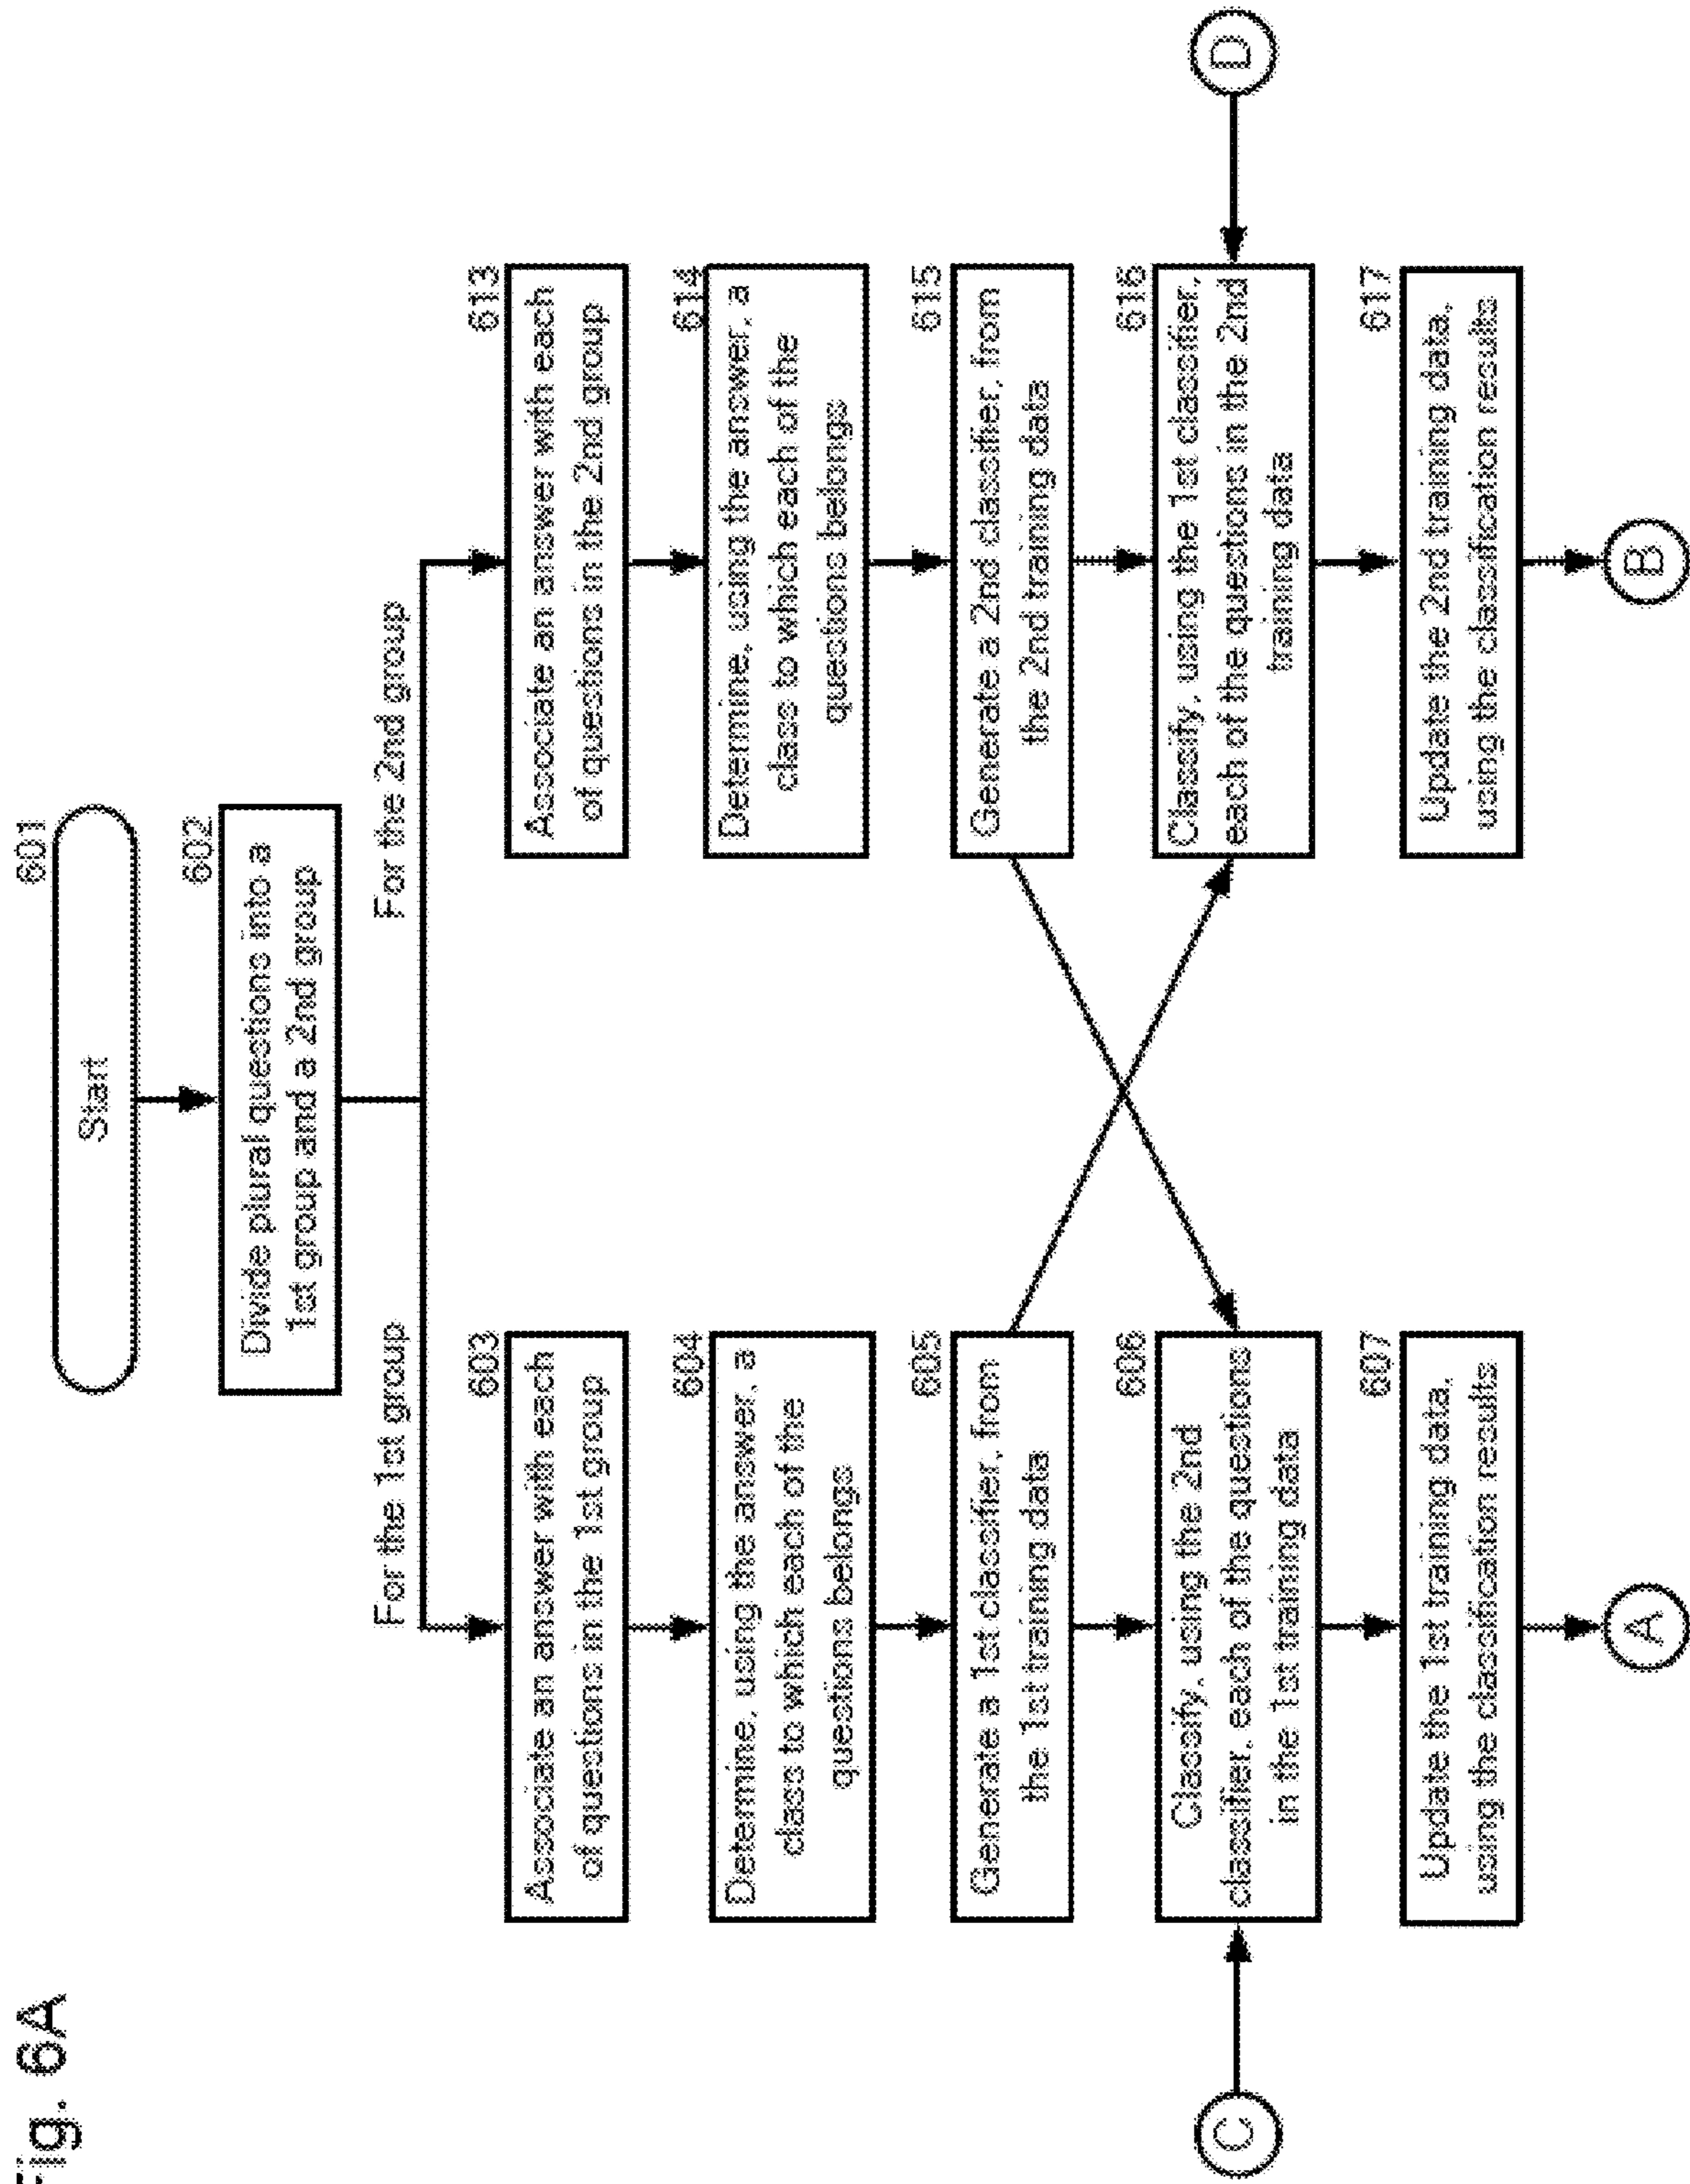 Fig. 6A
601
Start
602
Divide plural questions into a
1st group and a 2nd group
For the 1st group
For the 2nd group
603
Associate an answer with each
of questions in the 1st group
604
Determine, using the answer, a
class to which each of the
questions belongs
605
Generate a 1st classifier, from
the 1st training data
606
Classify, using the 2nd
classifier, each of the questions
in the 1st training data
607
Update the 1st training data,
using the classification results
A
C
613
Associate an answer with each
of questions in the 2nd group
614
Determine, using the answer, a
class to which each of the
questions belongs
615
Generate a 2nd classifier, from
the 2nd training data
616
Classify, using the 1st classifier,
each of the questions in the 2nd
training data
617
Update the 2nd training data,
using the classification results
B
D